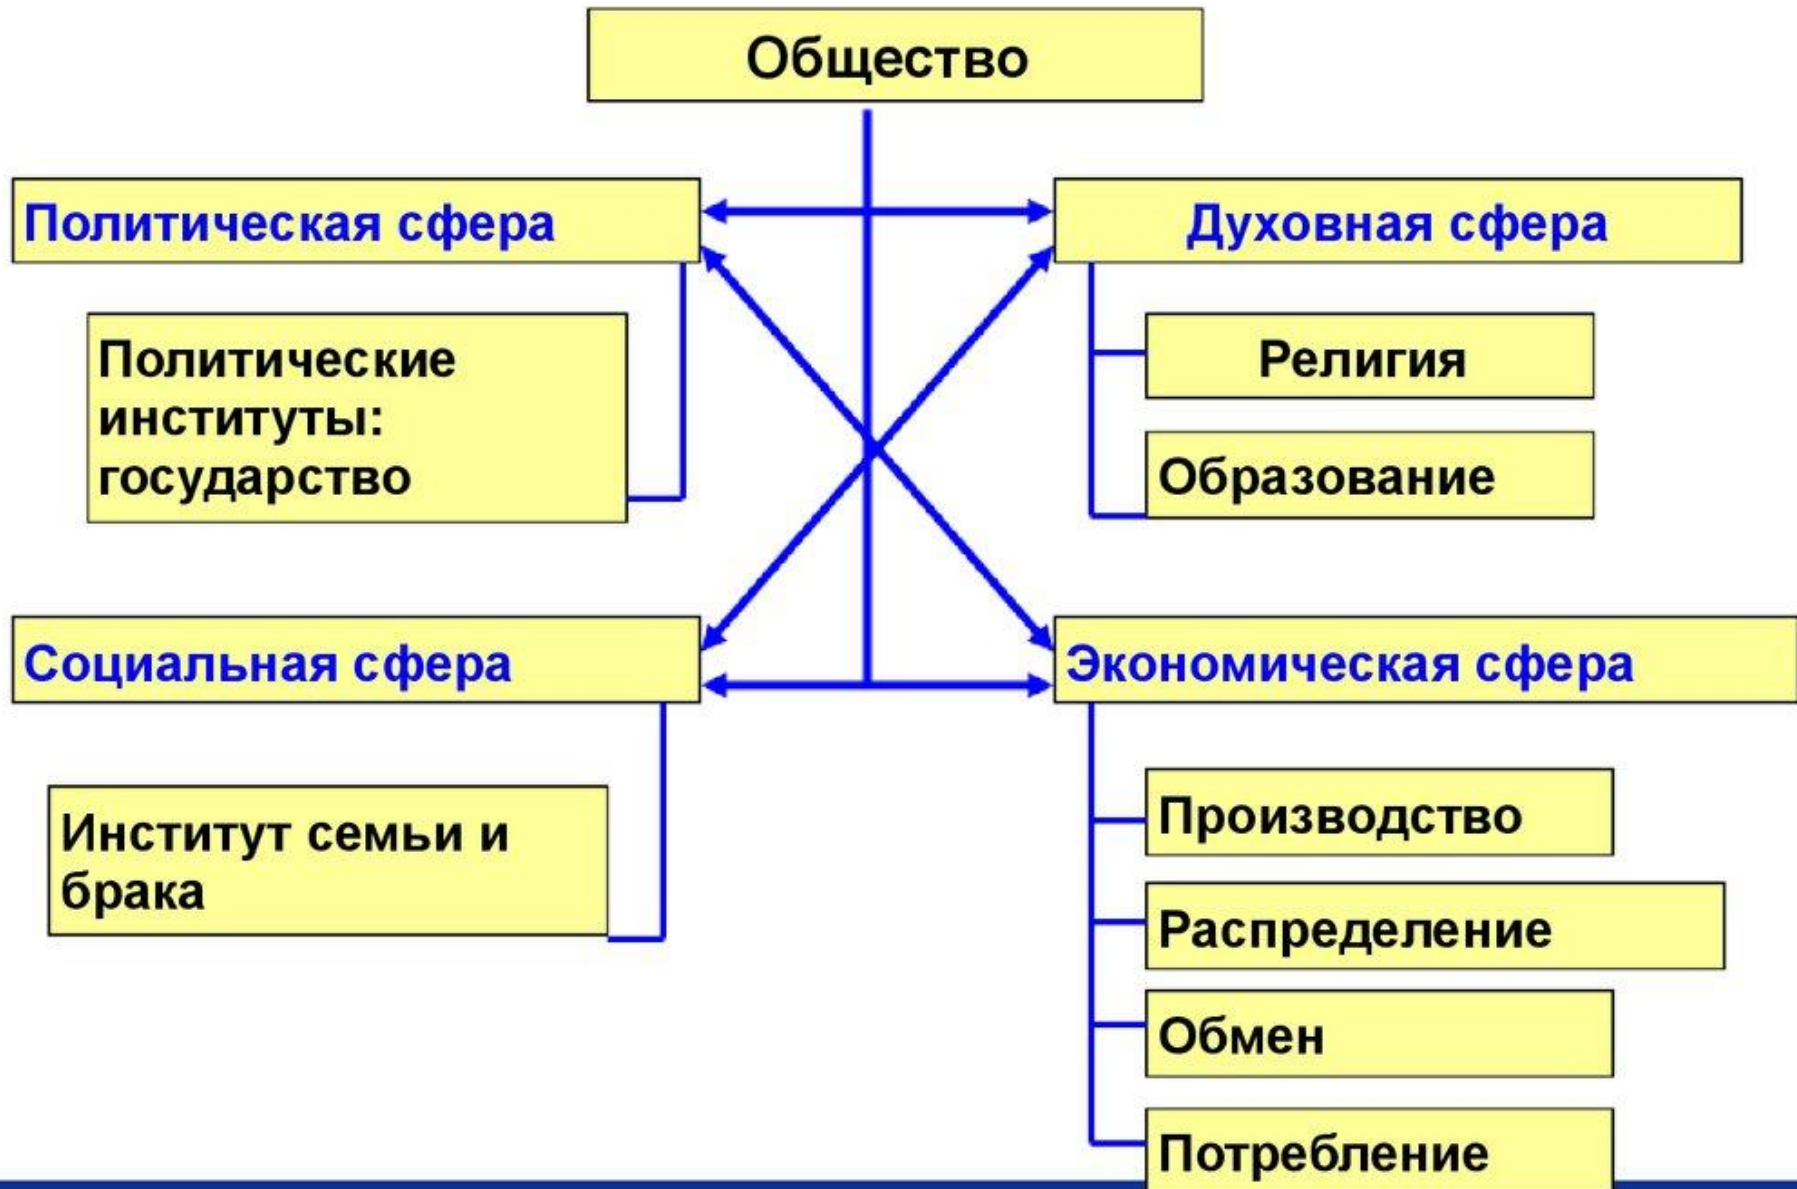 Общество
Политическая сфера
Духовная сфера
Политические
институты:
государство
Религия
Образование
Социальная сфера
Экономическая сфера
Институт семьи и
брака
Производство
Распределение
Обмен
Потребление